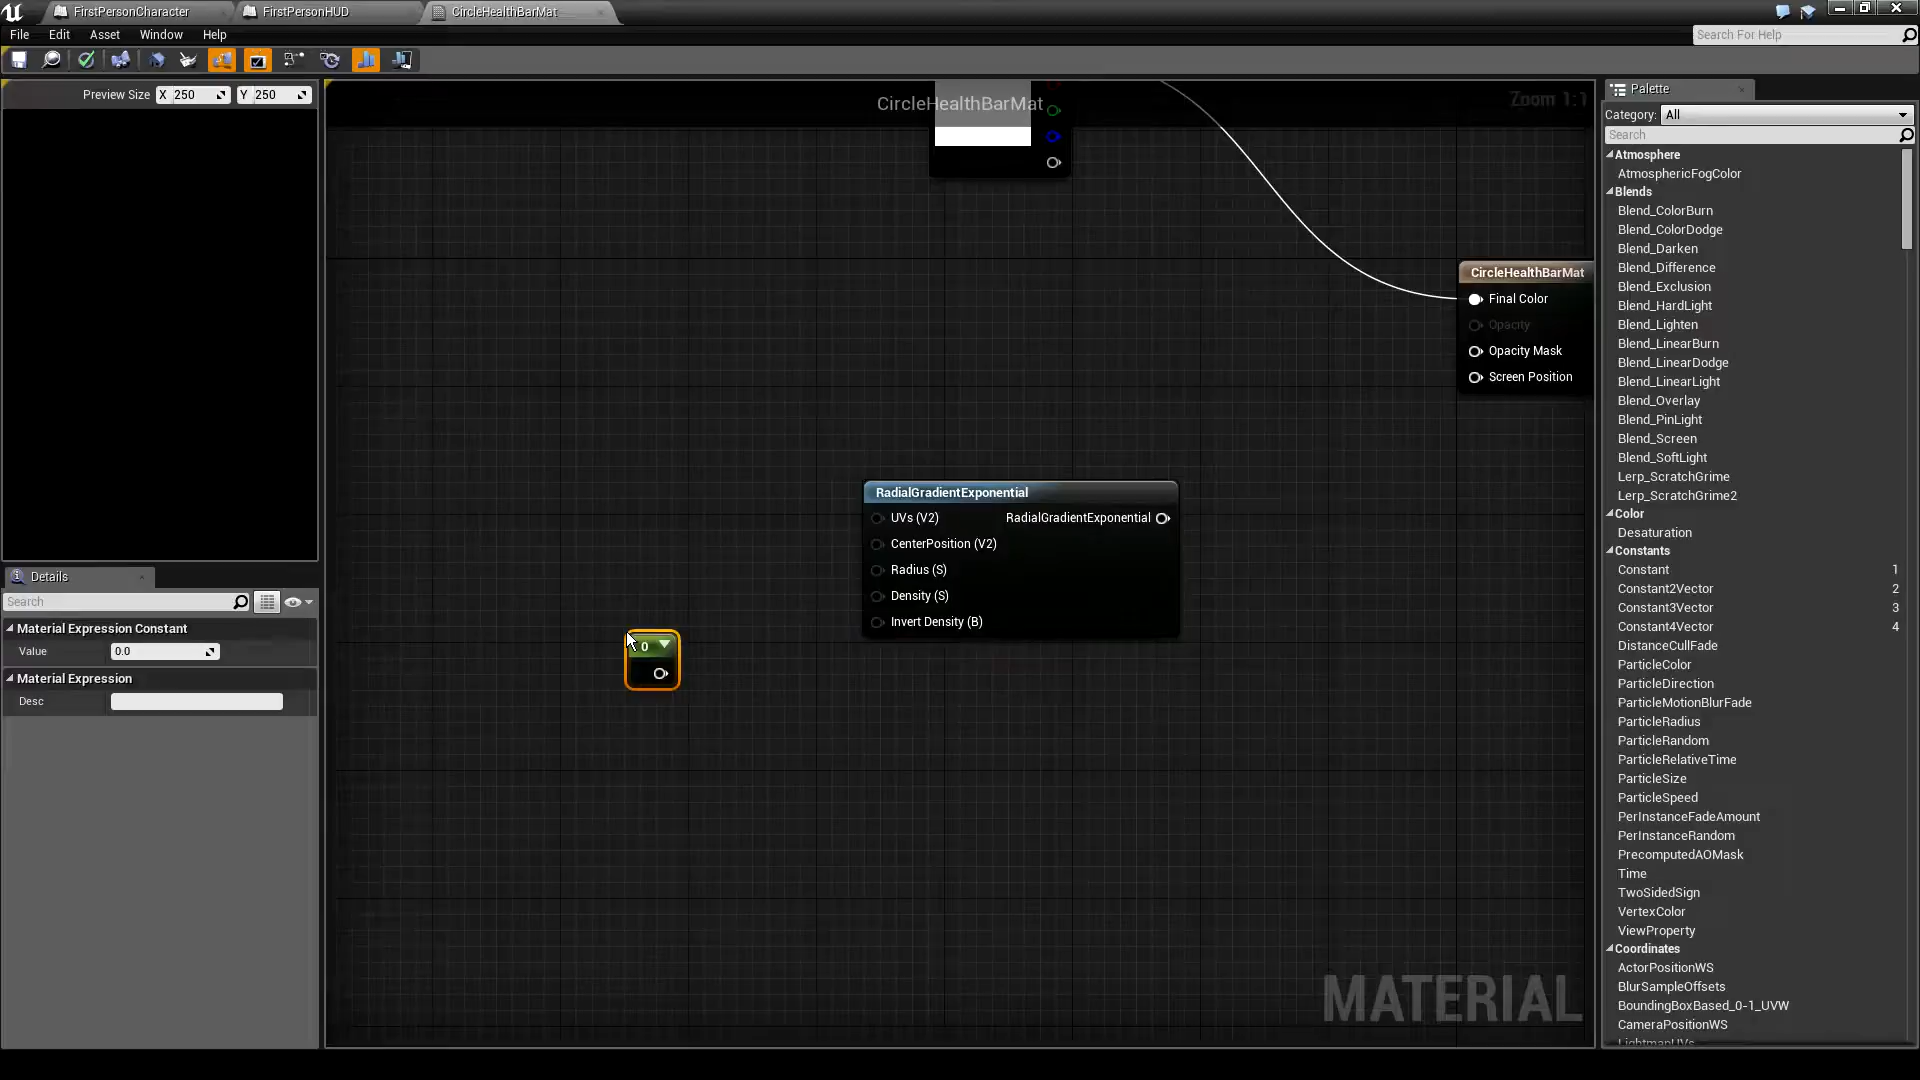 FirstPersonCharacter
FirstPersonHUD
CircleHealthBarMat
File Edit Asset Window Help
Search For Help
Preview Size X 250 Y 250
CircleHealthBarMat
Zoom 1:1
CircleHealthBarMat
Final Color
Opacity
Opacity Mask
Screen Position
RadialGradientExponential
UVs (V2) RadialGradientExponential
CenterPosition (V2)
Radius (S)
Density (S)
Invert Density (B)
0
MATERIAL
Details
Search
Material Expression Constant
Value 0.0
Material Expression
Desc
Palette
Category: All
Search
Atmosphere
AtmosphericFogColor
Blends
Blend_ColorBurn
Blend_ColorDodge
Blend_Darken
Blend_Difference
Blend_Exclusion
Blend_HardLight
Blend_Lighten
Blend_LinearBurn
Blend_LinearDodge
Blend_LinearLight
Blend_Overlay
Blend_PinLight
Blend_Screen
Blend_SoftLight
Lerp_ScratchGrime
Lerp_ScratchGrime2
Color
Desaturation
Constants
Constant 1
Constant2Vector 2
Constant3Vector 3
Constant4Vector 4
DistanceCullFade
ParticleColor
ParticleDirection
ParticleMotionBlurFade
ParticleRadius
ParticleRandom
ParticleRelativeTime
ParticleSize
ParticleSpeed
PerInstanceFadeAmount
PerInstanceRandom
PrecomputedAOMask
Time
TwoSidedSign
VertexColor
ViewProperty
Coordinates
ActorPositionWS
BlurSampleOffsets
BoundingBoxBased_0-1_UVW
CameraPositionWS
LightmapUVs